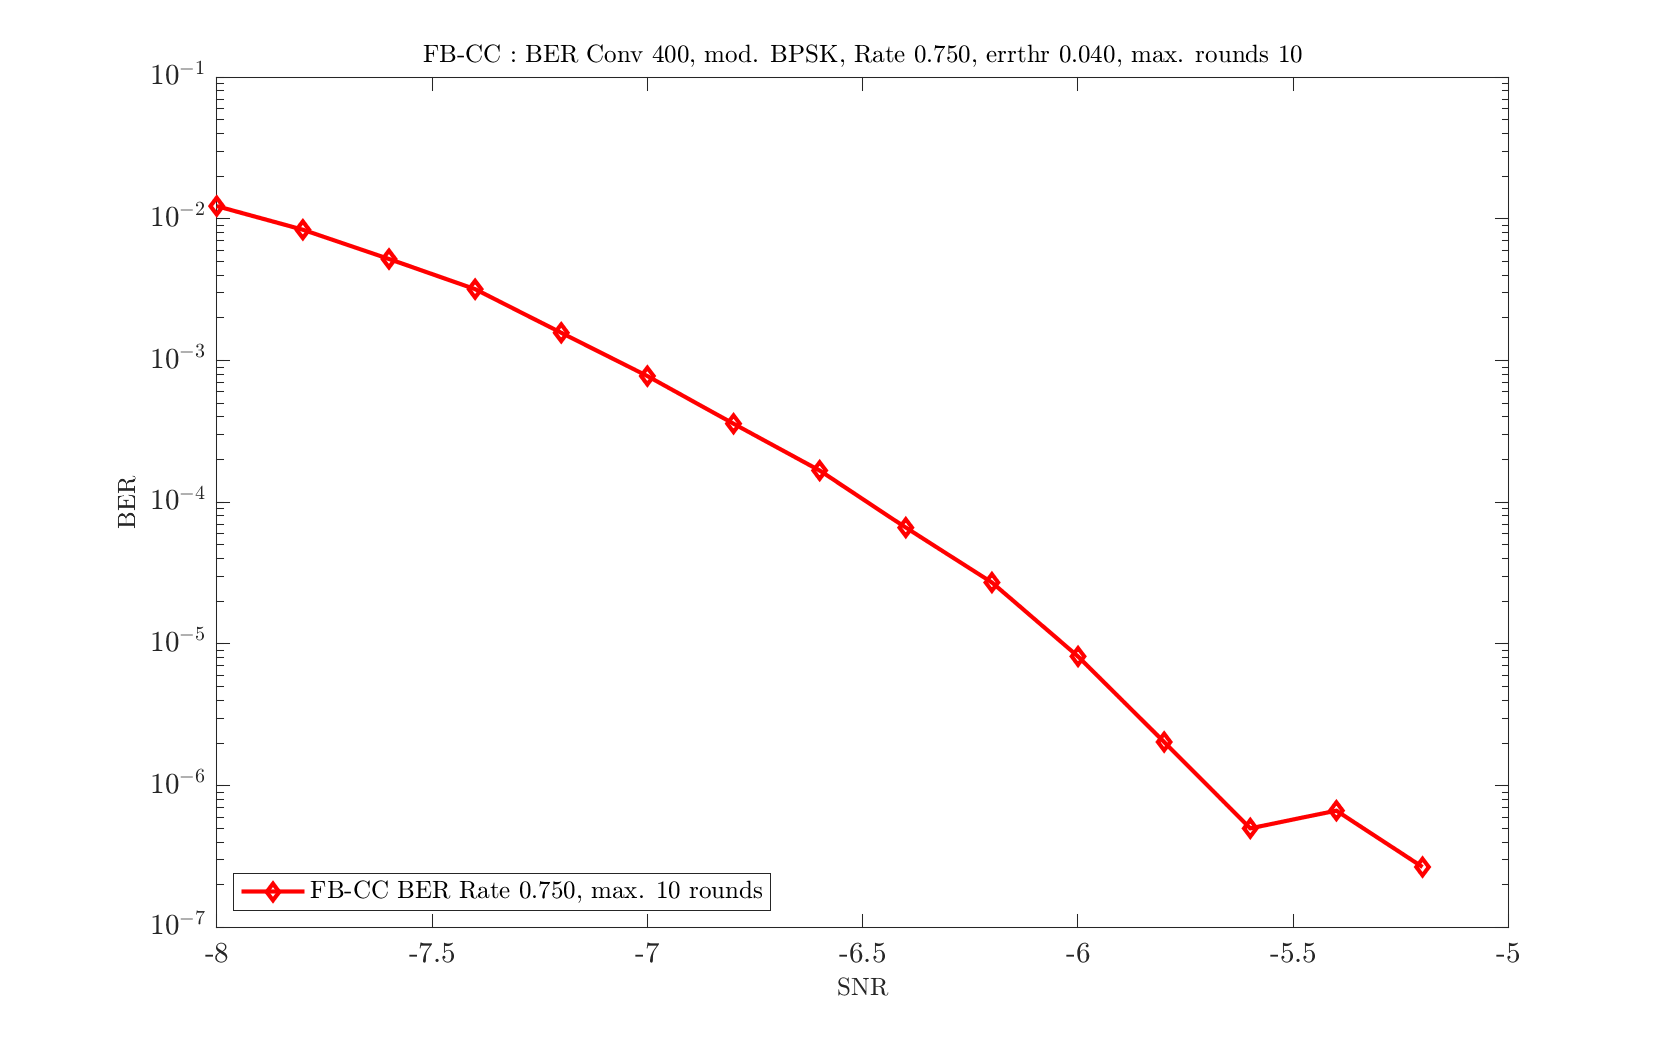 FB-CC : BER Conv 400, mod. BPSK, Rate 0.750, errthr 0.040, max. rounds 10
10^{-1}
10^{-2}
10^{-3}
10^{-4}
10^{-5}
10^{-6}
10^{-7}
BER
FB-CC BER Rate 0.750, max. 10 rounds
-8 -7.5 -7 -6.5 -6 -5.5 -5
SNR